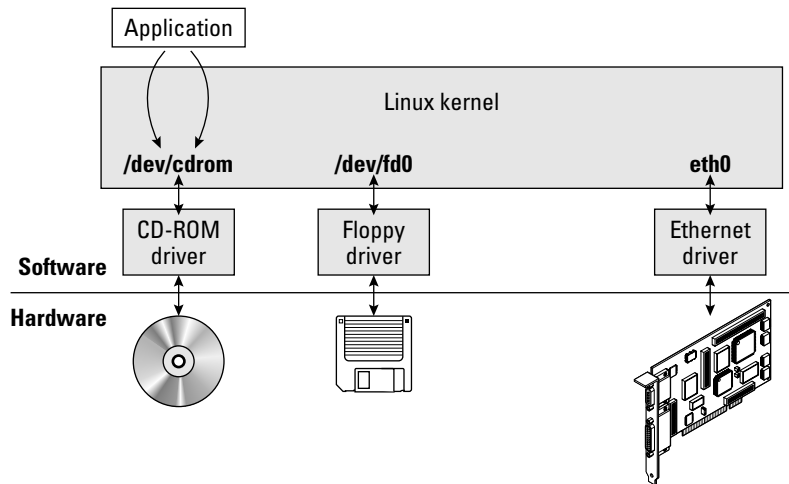 Application
Linux kernel
/dev/cdrom
/dev/fd0
eth0
CD-ROM
driver
Floppy
driver
Ethernet
driver
Software
Hardware